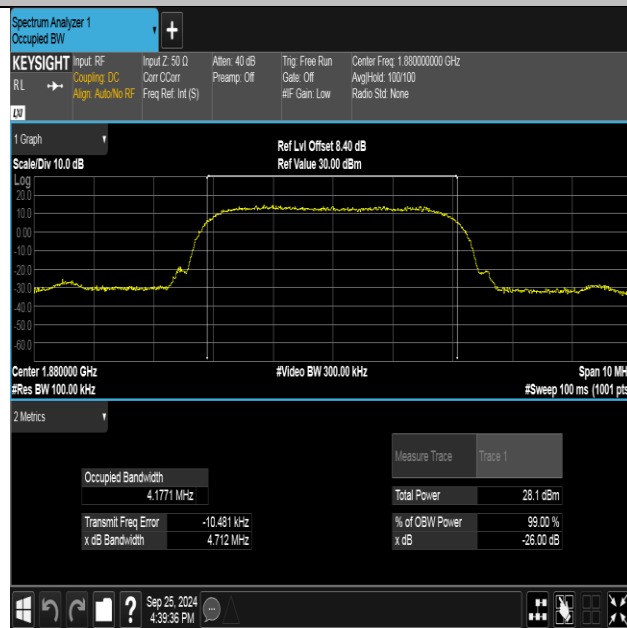 Spectrum Analyzer 1
Occupied BW
+
KEYSIGHT Input: RF Input Z: 50 Ω Atten: 40 dB Trig: Free Run Center Freq: 1.880000000 GHz
RL Coupling: DC Corr CCorr Preamp: Off Gate: Off Avg|Hold: 100/100
Align: Auto/No RF Freq Ref: Int (S) #IF Gain: Low Radio Std: None
LXI
1 Graph
Ref Lvl Offset 8.40 dB
Scale/Div 10.0 dB Ref Value 30.00 dBm
Log
20.0
10.0
0.00
-10.0
-20.0
-30.0
-40.0
-50.0
-60.0
Center 1.880000 GHz #Video BW 300.00 kHz Span 10 MH
#Res BW 100.00 kHz #Sweep 100 ms (1001 pts
2 Metrics
Measure Trace Trace 1
Occupied Bandwidth
4.1771 MHz Total Power 28.1 dBm
Transmit Freq Error -10.481 kHz % of OBW Power 99.00 %
x dB Bandwidth 4.712 MHz x dB -26.00 dB
? Sep 25, 2024
4:39:36 PM